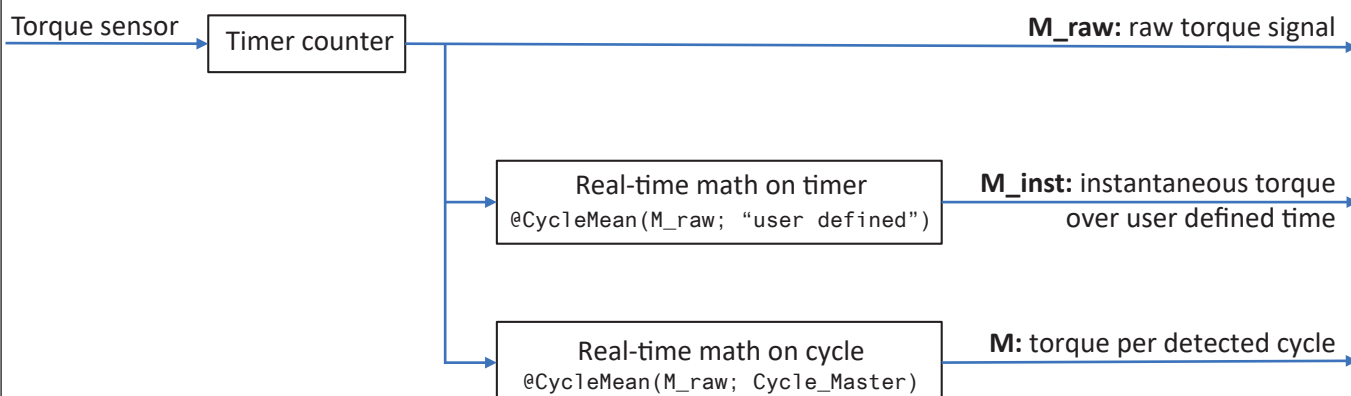 Torque sensor
Timer counter
M_raw: raw torque signal
Real-time math on timer
@CycleMean(M_raw; “user defined”)
M_inst: instantaneous torque
over user defined time
Real-time math on cycle
@CycleMean(M_raw; Cycle_Master)
M: torque per detected cycle